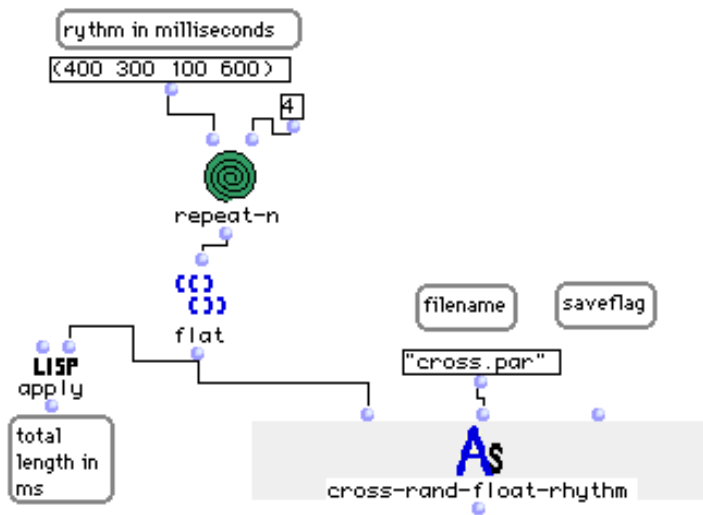 rythm in milliseconds
(400 300 100 600)
4
repeat-n
flat
filename
saveflag
LISP
apply
"cross.par"
total
length in
ms
As
cross-rand-float-rhythm